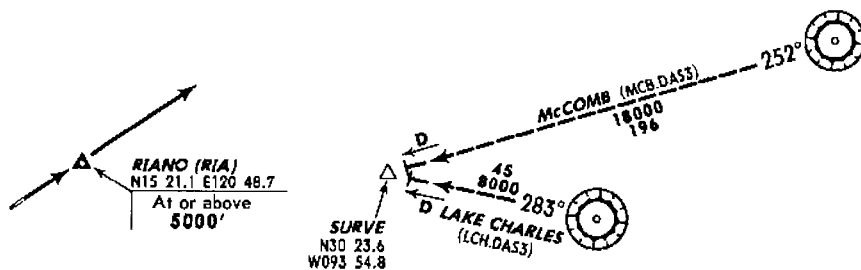 RIANO (RIA)
N15 21.1 E120 48.7
At or above
5000'
252°
McCOMB (MCB.DAS3)
18000
196
D
45
8000
283°
D LAKE CHARLES
(LCH.DAS3)
SURVE
N30 23.6
W093 54.8